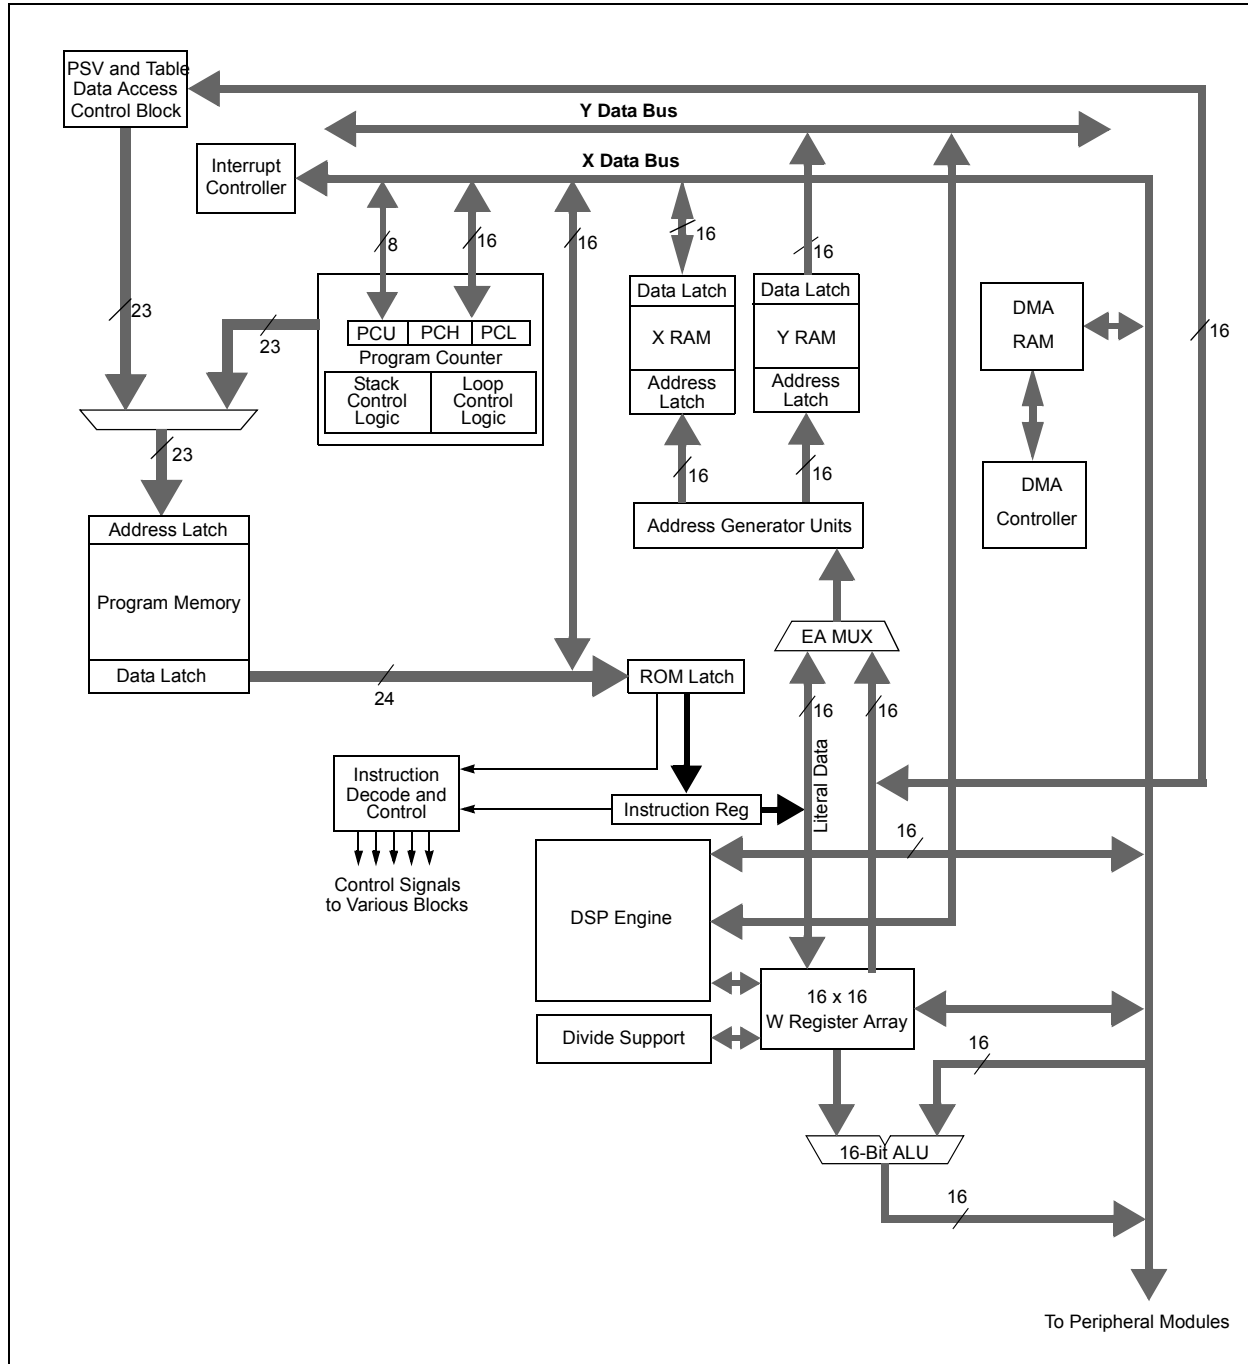 PSV and Table
Data Access
Control Block
Y Data Bus
X Data Bus
Interrupt
Controller
8
16
16
16
16
23
23
16
PCU PCH PCL
Program Counter
Stack
Control
Logic
Loop
Control
Logic
Data Latch
X RAM
Address
Latch
Data Latch
Y RAM
Address
Latch
DMA
RAM
23
16
16
DMA
Controller
Address Generator Units
Address Latch
Program Memory
Data Latch
24
EA MUX
ROM Latch
16
16
Literal Data
Instruction
Decode and
Control
Instruction Reg
Control Signals
to Various Blocks
16
DSP Engine
16 x 16
W Register Array
Divide Support
16
16-Bit ALU
16
To Peripheral Modules